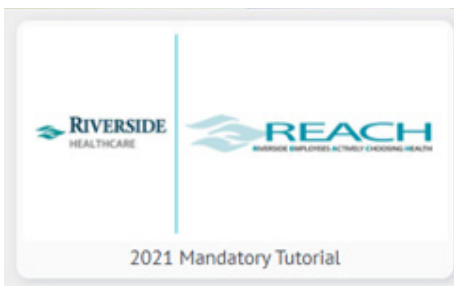 RIVERSIDE
HEALTHCARE
REACH
RIVERSIDE EMPLOYEES ACTIVELY CHOOSING HEALTH
2021 Mandatory Tutorial